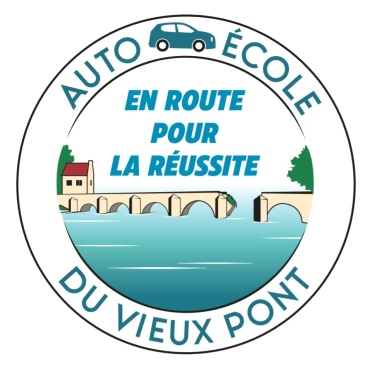 AUTO ÉCOLE
EN ROUTE
POUR
LA RÉUSSITE
DU VIEUX PONT